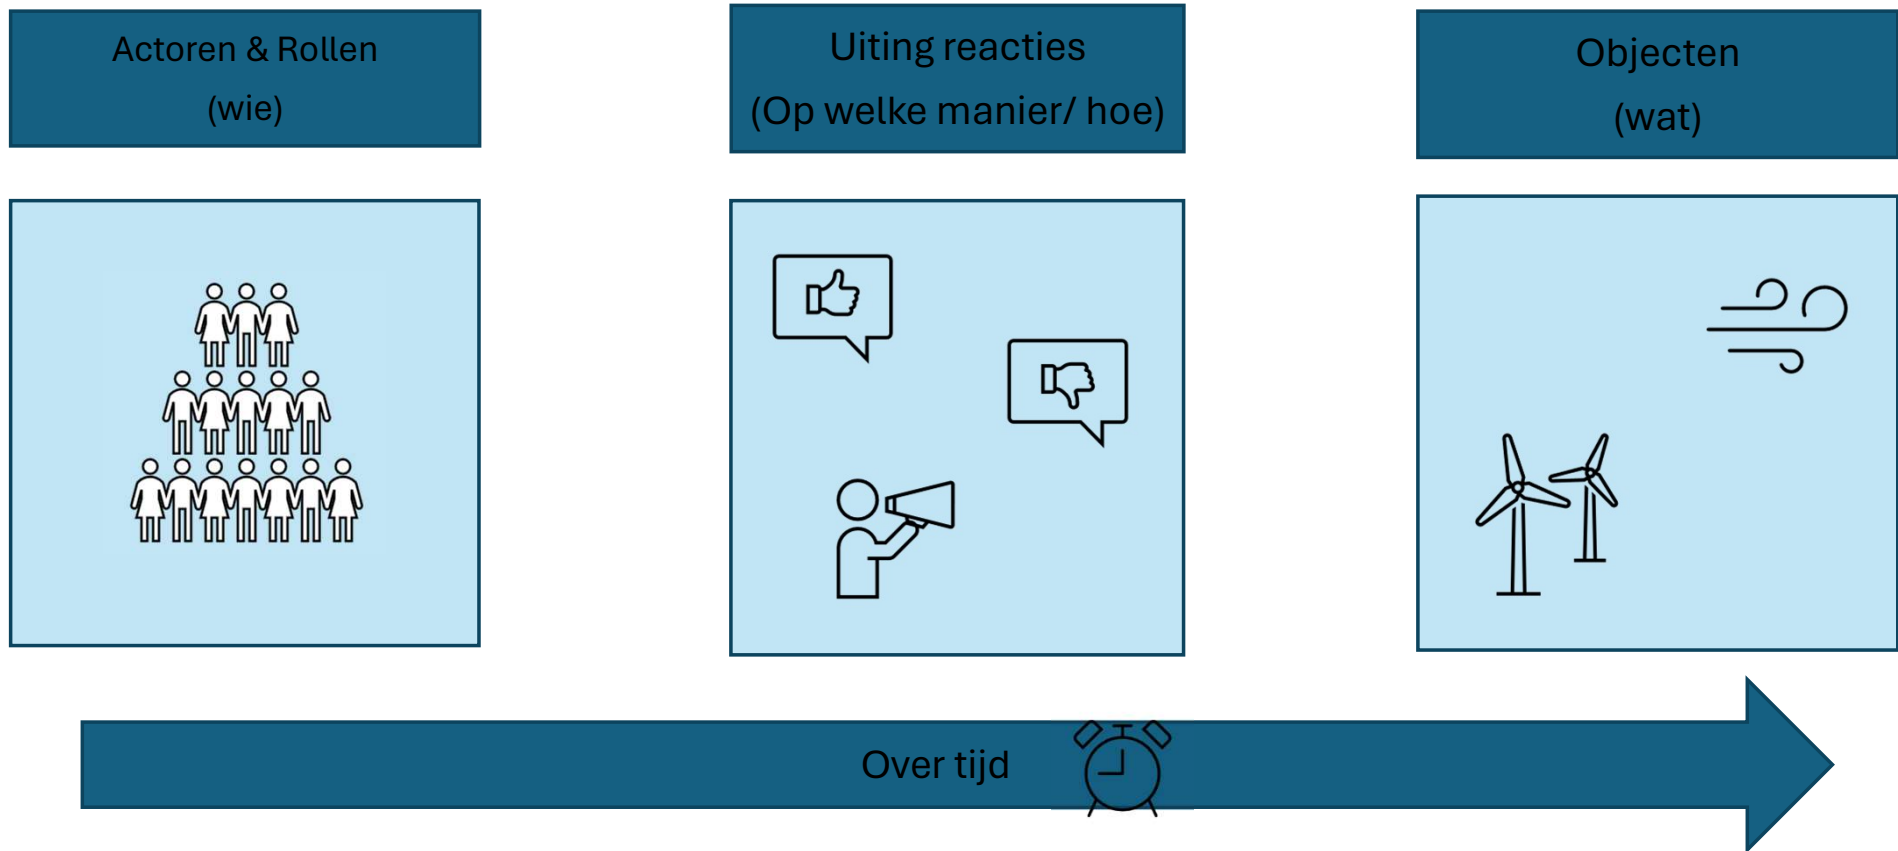 Actoren & Rollen
(wie)
Uiting reacties
(Op welke manier/ hoe)
Objecten
(wat)
Over tijd